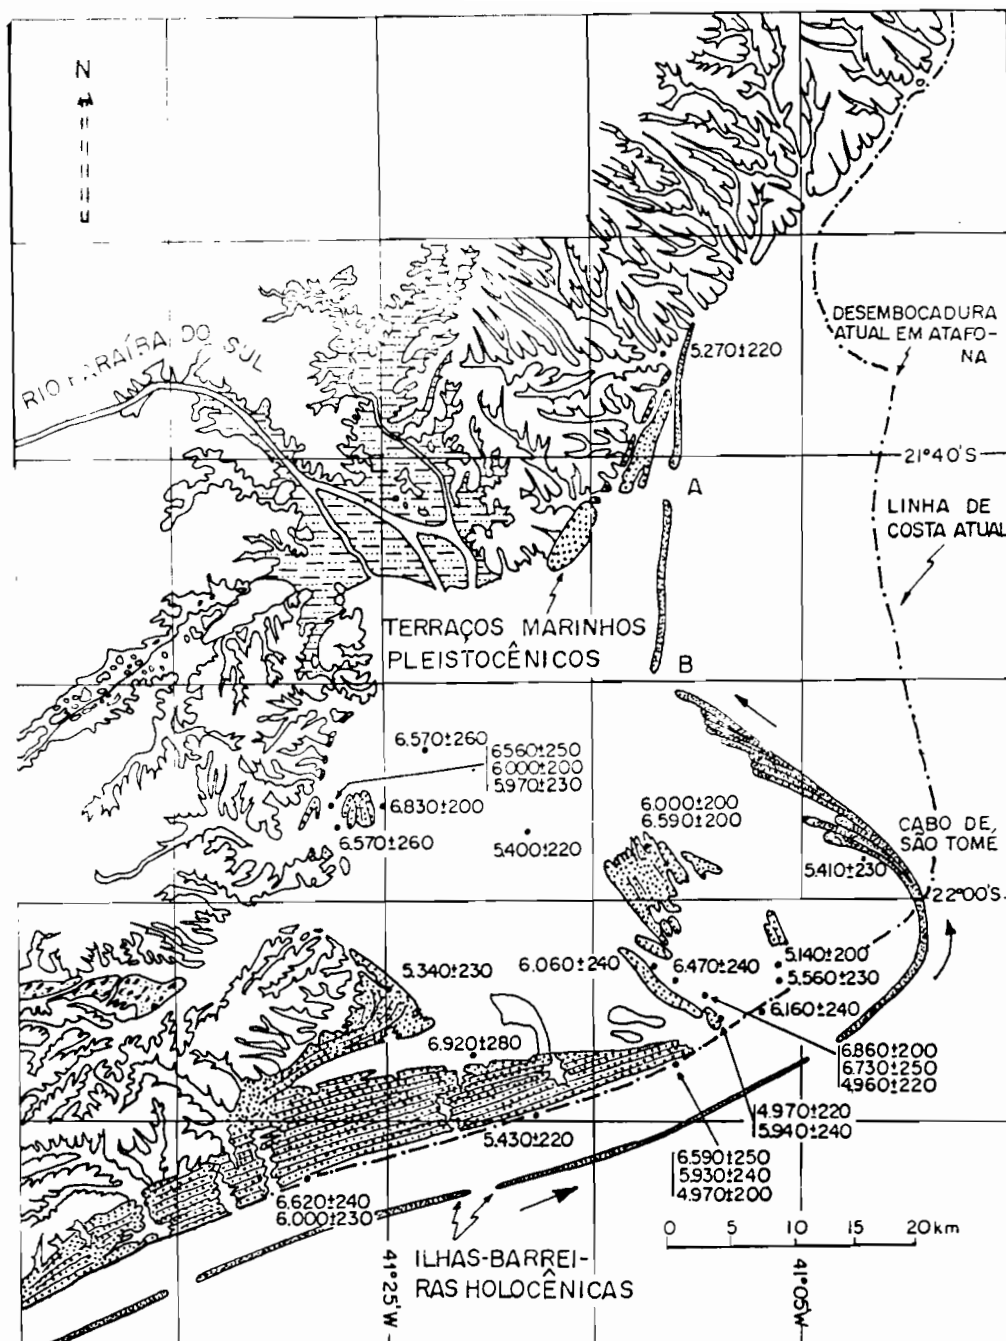 N
DESEMBOCADURA
ATUAL EM ATAFO-
NA
RIO PARAÍRA DO SUL
5.270±220
21°40'S
A
LINHA DE
COSTA ATUAL
TERRAÇOS MARINHOS
PLEISTOCÊNICOS
B
6.570±260
6.560±250
6.000±200
5.970±230
6.830±200
6.570±260
5.400±220
6.000±200
6.590±200
CABO DE
SÃO TOMÉ
5.410±230
22°00'S
5.340±230
6.060±240
6.470±240
5.140±200
5.560±230
6.160±240
6.920±280
6.860±200
6.730±250
4.960±220
4.970±220
5.940±240
5.430±220
6.590±250
5.930±240
4.970±200
6.620±240
6.000±230
0 5 10 15 20 km
ILHAS-BARREI-
RAS HOLOCÊNICAS
41°25'W
41°05'W